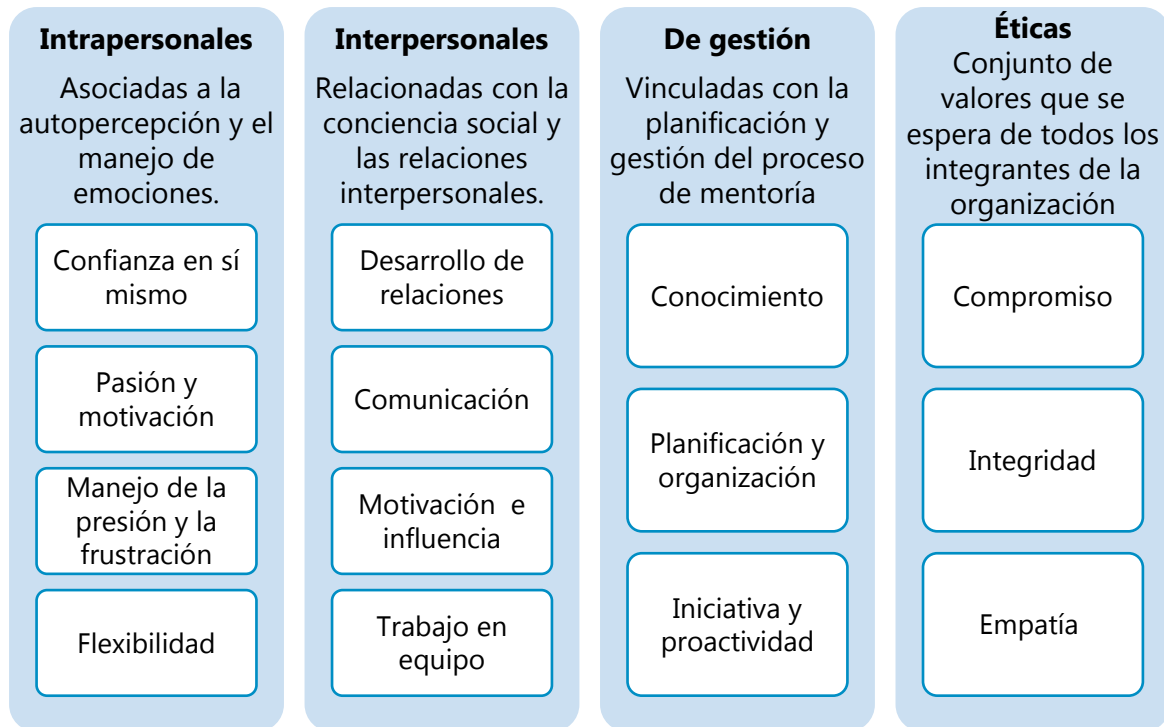 Intrapersonales
Asociadas a la
autopercepción y el
manejo de
emociones.
Confianza en sí
mismo
Pasión y
motivación
Manejo de la
presión y la
frustración
Flexibilidad
Interpersonales
Relacionadas con la
conciencia social y
las relaciones
interpersonales.
Desarrollo de
relaciones
Comunicación
Motivación e
influencia
Trabajo en
equipo
De gestión
Vinculadas con la
planificación y
gestión del proceso
de mentoría
Conocimiento
Planificación y
organización
Iniciativa y
proactividad
Éticas
Conjunto de
valores que se
espera de todos los
integrantes de la
organización
Compromiso
Integridad
Empatía